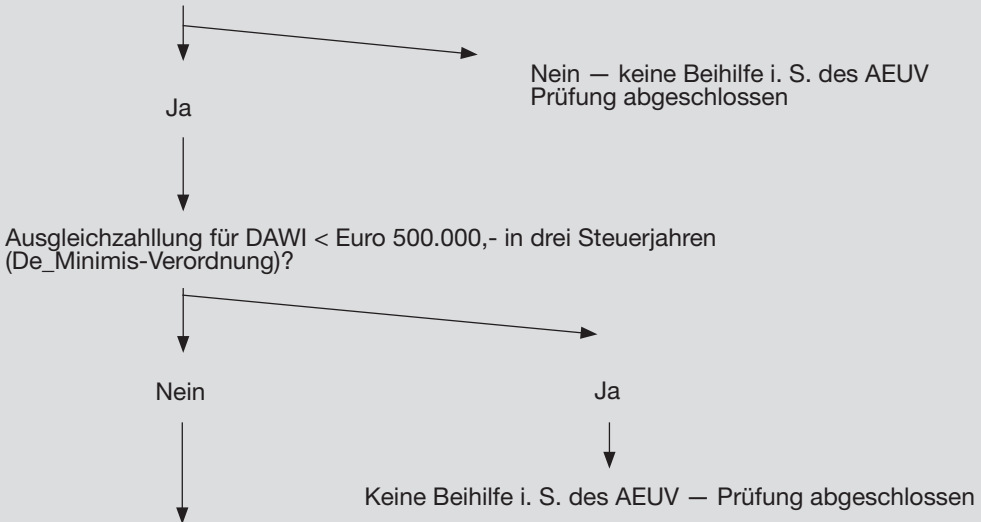 Nein — keine Beihilfe i. S. des AEUV
Prüfung abgeschlossen
Ja
Ausgleichzahllung für DAWI < Euro 500.000,- in drei Steuerjahren
(De_Minimis-Verordnung)?
Nein
Ja
Keine Beihilfe i. S. des AEUV — Prüfung abgeschlossen